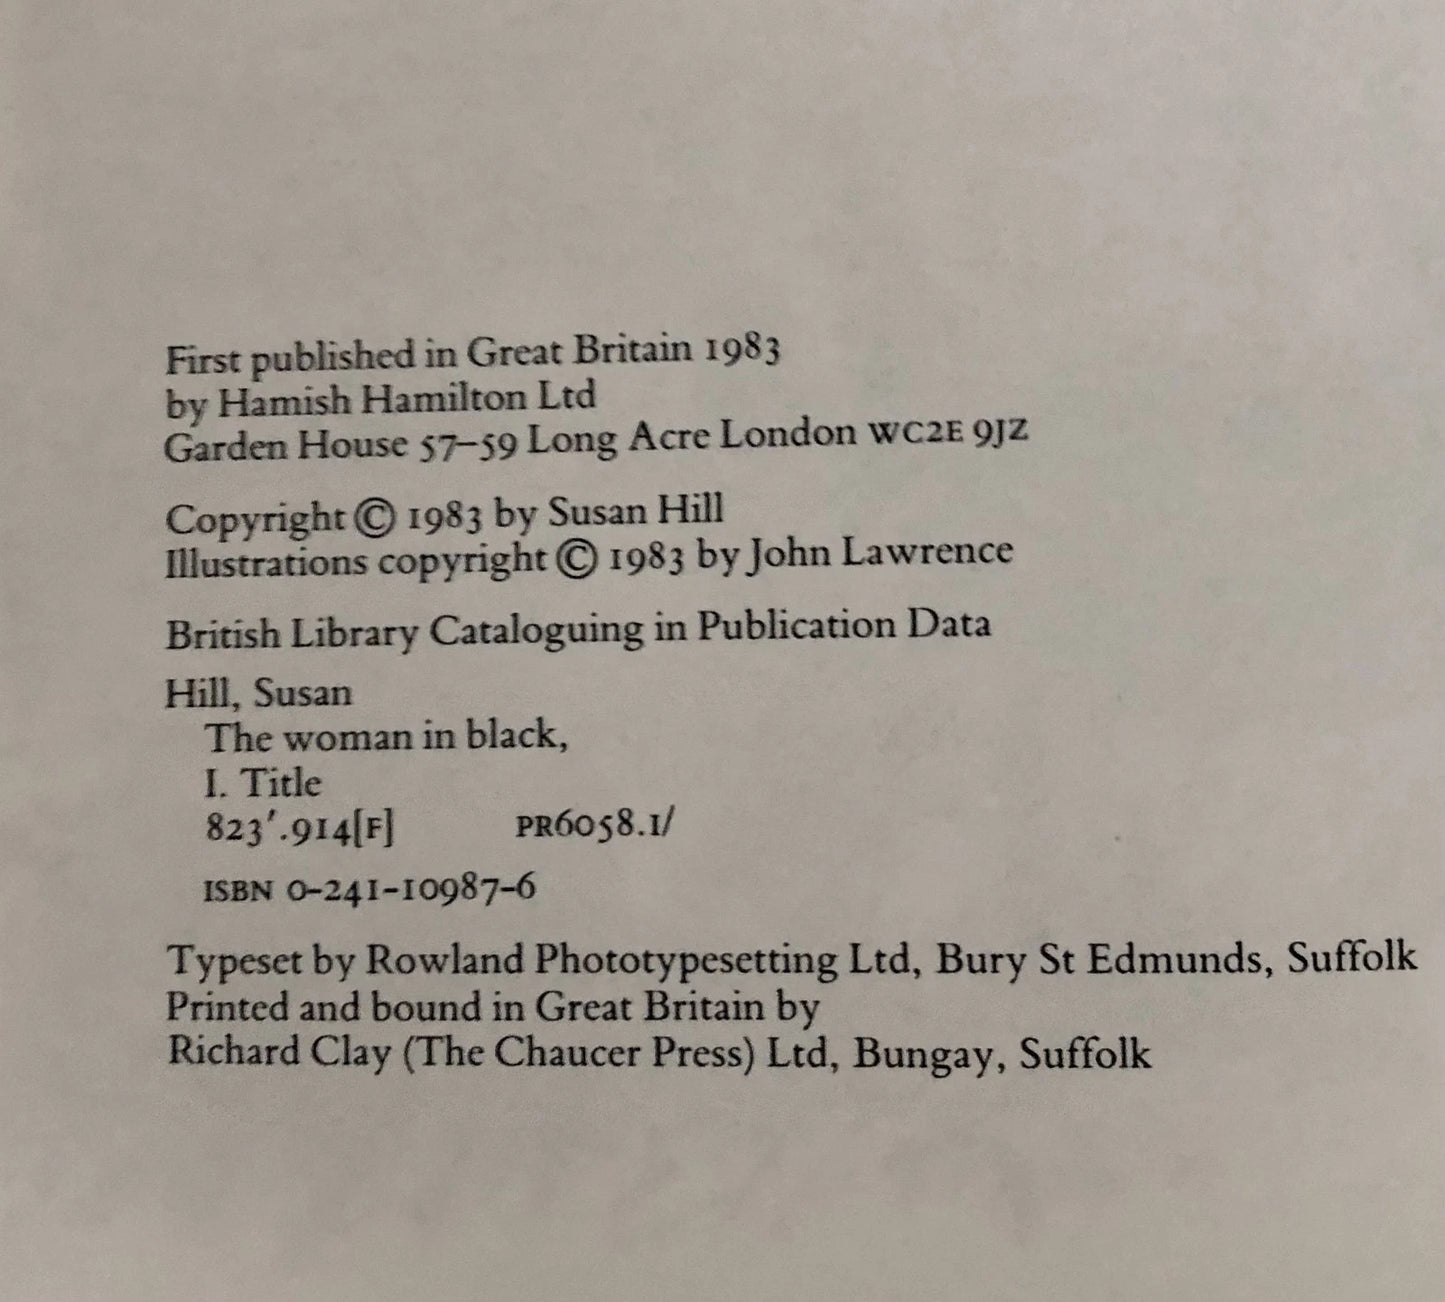 First published in Great Britain 1983
by Hamish Hamilton Ltd
Garden House 57–59 Long Acre London WC2E 9JZ
Copyright © 1983 by Susan Hill
Illustrations copyright © 1983 by John Lawrence
British Library Cataloguing in Publication Data
Hill, Susan
The woman in black,
I. Title
823′.914[F] PR6058.1/
ISBN 0–241–10987–6
Typeset by Rowland Phototypesetting Ltd, Bury St Edmunds, Suffolk
Printed and bound in Great Britain by
Richard Clay (The Chaucer Press) Ltd, Bungay, Suffolk